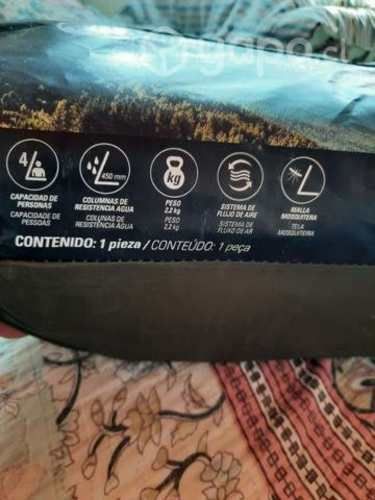 yapo.cl
4
450 mm
kg
CAPACIDAD DE PERSONAS
CAPACIDADE DE PESSOAS
COLUMNAS DE RESISTENCIA AGUA
COLUNAS DE RESISTÊNCIA ÁGUA
PESO 2.2 kg
PESO 2.2 kg
SISTEMA DE FLUJO DE AIRE
SISTEMA DE FLUXO DE AR
MALLA MOSQUITERA
TELA MOSQUITEIRA
CONTENIDO: 1 pieza / CONTEÚDO: 1 peça